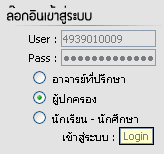 ล๊อกอินเข้าสู่ระบบ
User : 4939010009
Pass : ●●●●●●●●●●●●●
อาจารย์ที่ปรึกษา
ผู้ปกครอง
นักเรียน - นักศึกษา
เข้าสู่ระบบ : Login